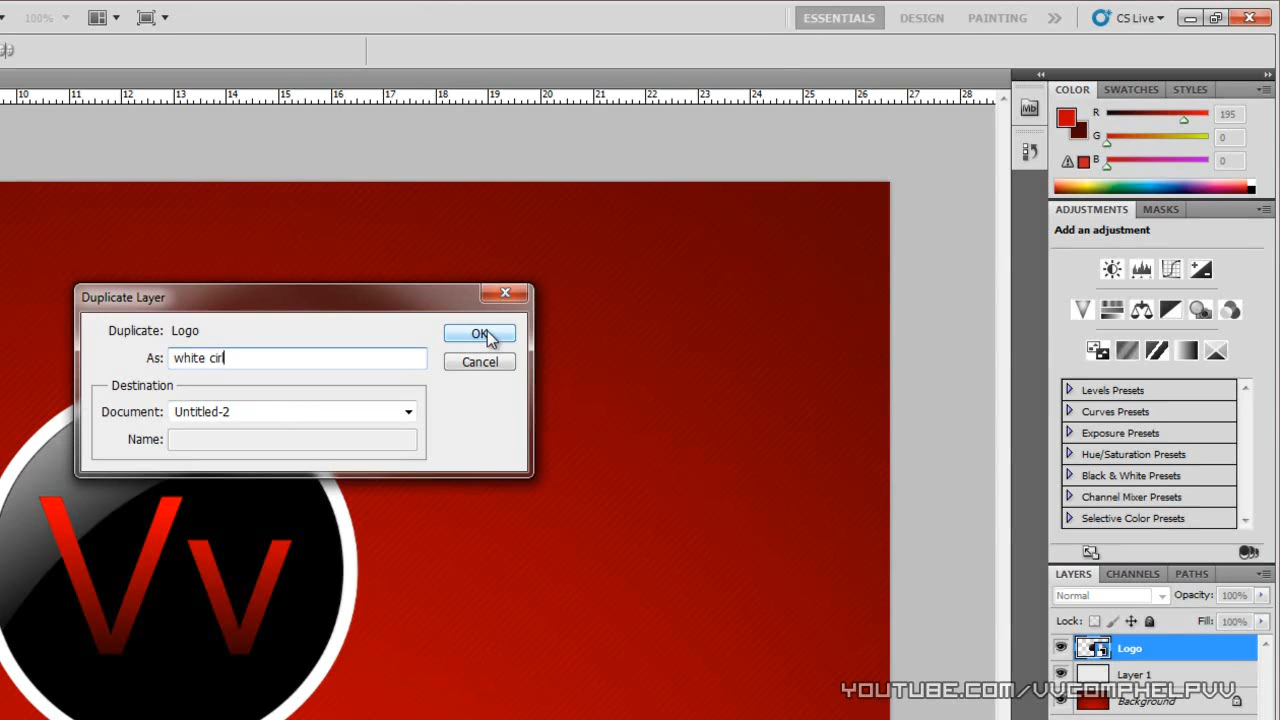 100%
ESSENTIALS DESIGN PAINTING CS Live
10 11 12 13 14 15 16 17 18 19 20 21 22 23 24 25 26 27 28
COLOR SWATCHES STYLES
R 195
G 0
B 0
Mb
ADJUSTMENTS MASKS
Add an adjustment
Levels Presets
Curves Presets
Exposure Presets
Hue/Saturation Presets
Black & White Presets
Channel Mixer Presets
Selective Color Presets
LAYERS CHANNELS PATHS
Normal Opacity: 100%
Lock: Fill: 100%
Logo
Layer 1
Background
Duplicate Layer
Duplicate: Logo
As: white cirl
OK
Cancel
Destination
Document: Untitled-2
Name:
Vv
YOUTUBE.COM/VVCOMPHELPVV